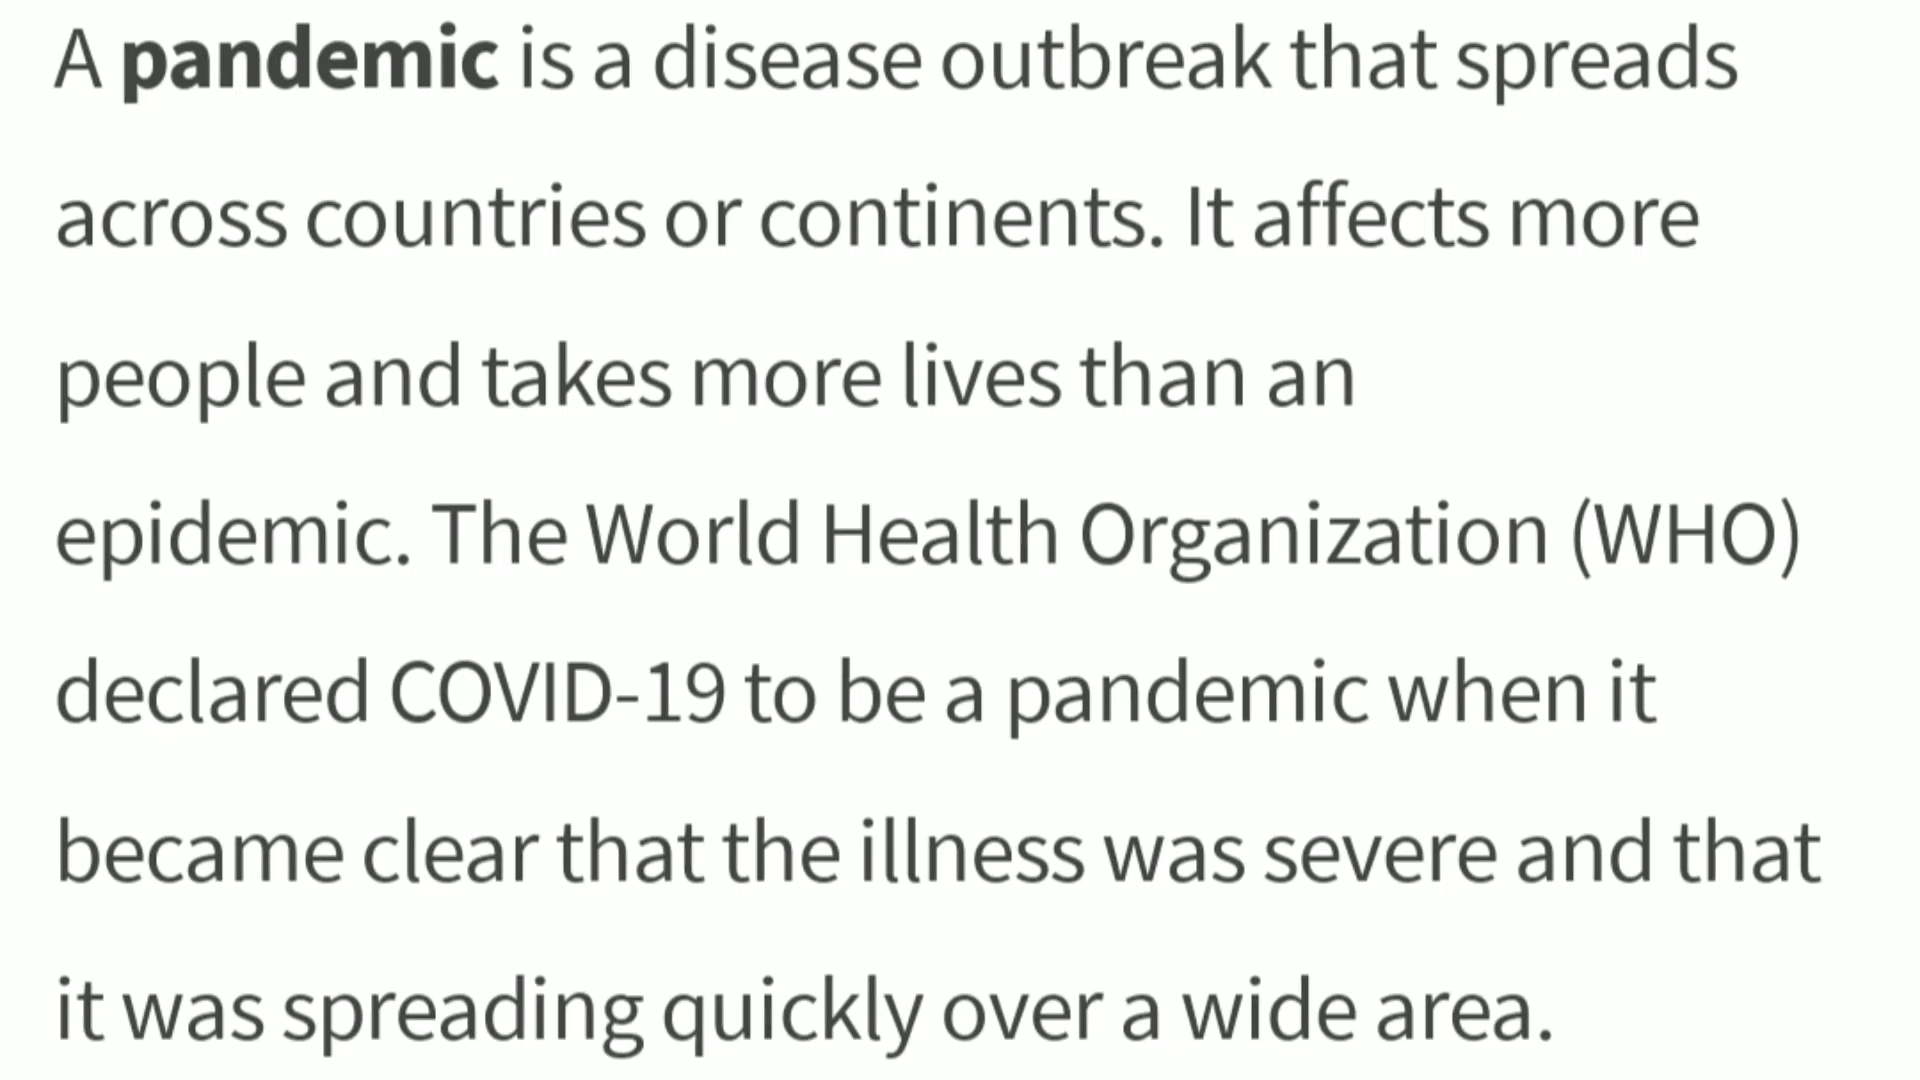 A pandemic is a disease outbreak that spreads
across countries or continents. It affects more
people and takes more lives than an
epidemic. The World Health Organization (WHO)
declared COVID-19 to be a pandemic when it
became clear that the illness was severe and that
it was spreading quickly over a wide area.